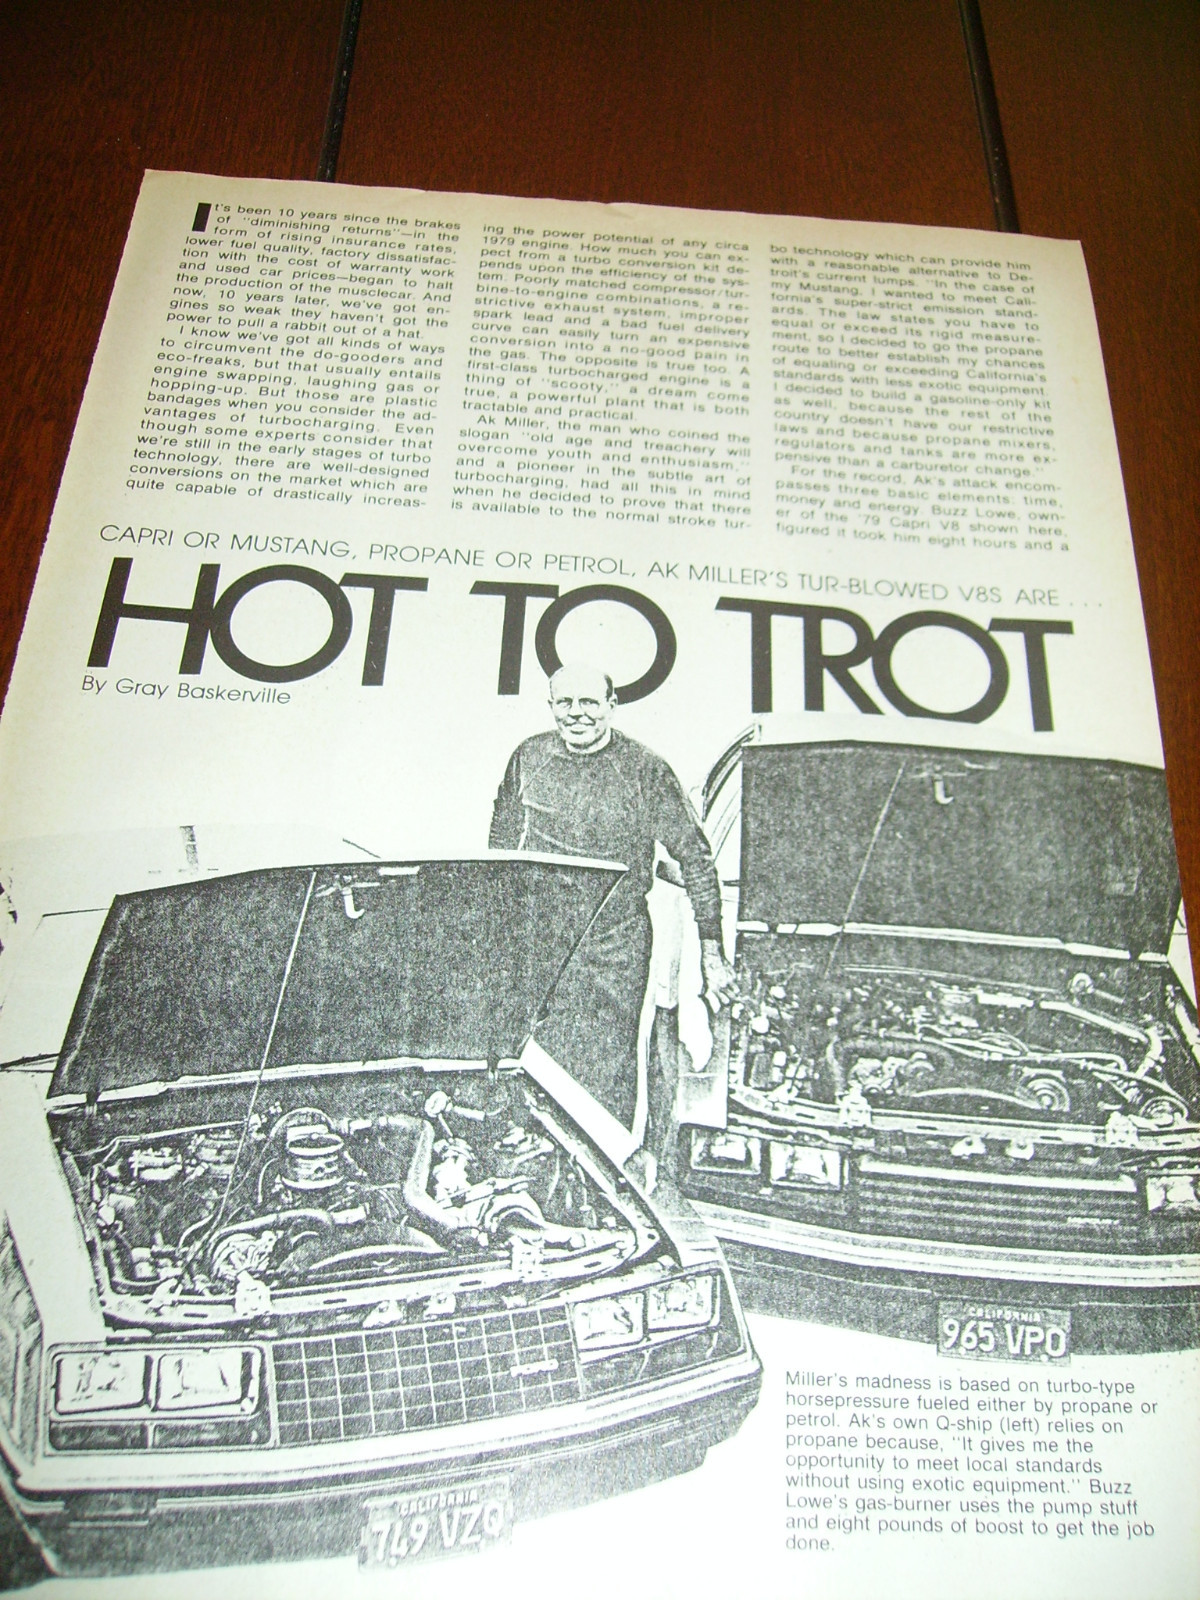 It's been 10 years since the brakes
of "diminishing returns"—in the
form of rising insurance rates,
lower fuel quality, factory dissatisfac-
tion with the cost of warranty work
and used car prices—began to halt
the production of the musclecar. And
now, 10 years later, we've got en-
gines so weak they haven't got the
power to pull a rabbit out of a hat.
I know we've got all kinds of ways
to circumvent the do-gooders and
eco-freaks, but that usually entails
engine swapping, laughing gas or
hopping-up. But those are plastic
bandages when you consider the ad-
vantages of turbocharging. Even
though some experts consider that
we're still in the early stages of turbo
technology, there are well-designed
conversions on the market which are
quite capable of drastically increas-
ing the power potential of any circa
1979 engine. How much you can ex-
pect from a turbo conversion kit de-
pends upon the efficiency of the sys-
tem. Poorly matched compressor/tur-
bine-to-engine combinations, a re-
strictive exhaust system, improper
spark lead and a bad fuel delivery
curve can easily turn an expensive
conversion into a no-good pain in
the gas. The opposite is true too. A
first-class turbocharged engine is a
thing of "scooty," a dream come
true, a powerful plant that is both
tractable and practical.
Ak Miller, the man who coined the
slogan "old age and treachery will
overcome youth and enthusiasm,"
and a pioneer in the subtle art of
turbocharging, had all this in mind
when he decided to prove that there
is available to the normal stroke tur-
bo technology which can provide him
with a reasonable alternative to De-
troit's current lumps. "In the case of
my Mustang, I wanted to meet Cali-
fornia's super-strict emission stand-
ards. The law states you have to
equal or exceed its rigid measure-
ment, so I decided to go the propane
route to better establish my chances
of equaling or exceeding California's
standards with less exotic equipment.
I decided to build a gasoline-only kit
as well, because the rest of the
country doesn't have our restrictive
laws and because propane mixers,
regulators and tanks are more ex-
pensive than a carburetor change."
For the record, Ak's attack encom-
passes three basic elements: time,
money and energy. Buzz Lowe, own-
er of the '79 Capri V8 shown here,
figured it took him eight hours and a
CAPRI OR MUSTANG, PROPANE OR PETROL, AK MILLER'S TUR-BLOWED V8S ARE . . .
HOT TO TROT
By Gray Baskerville
CALIFORNIA
965 VPO
CALIFORNIA
749 VZQ
Miller's madness is based on turbo-type
horsepressure fueled either by propane or
petrol. Ak's own Q-ship (left) relies on
propane because, "It gives me the
opportunity to meet local standards
without using exotic equipment." Buzz
Lowe's gas-burner uses the pump stuff
and eight pounds of boost to get the job
done.